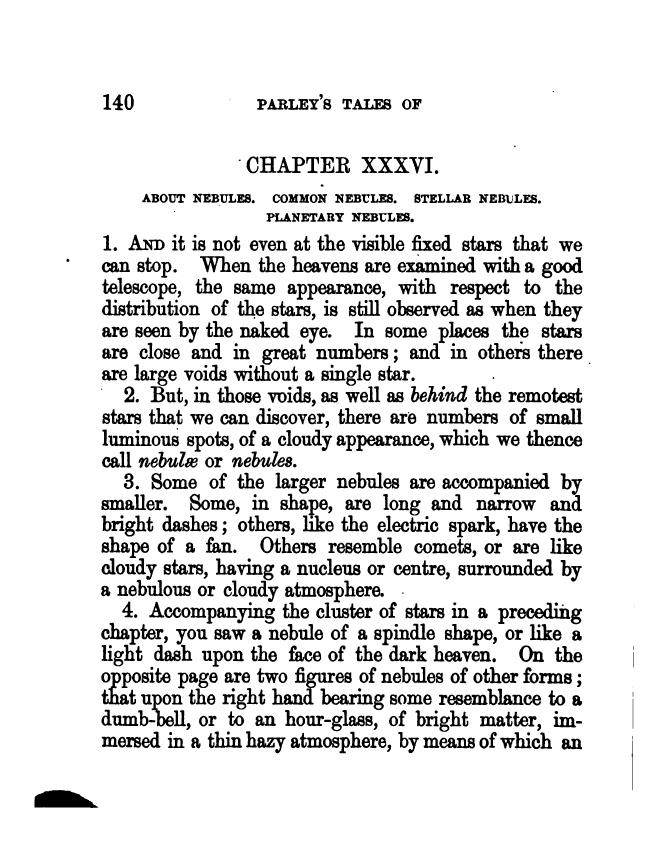 140 PARLEY'S TALES OF
CHAPTER XXXVI.
ABOUT NEBULES. COMMON NEBULES. STELLAR NEBULES.
PLANETARY NEBULES.
1. AND it is not even at the visible fixed stars that we
can stop. When the heavens are examined with a good
telescope, the same appearance, with respect to the
distribution of the stars, is still observed as when they
are seen by the naked eye. In some places the stars
are close and in great numbers; and in others there
are large voids without a single star.
2. But, in those voids, as well as behind the remotest
stars that we can discover, there are numbers of small
luminous spots, of a cloudy appearance, which we thence
call nebulæ or nebules.
3. Some of the larger nebules are accompanied by
smaller. Some, in shape, are long and narrow and
bright dashes; others, like the electric spark, have the
shape of a fan. Others resemble comets, or are like
cloudy stars, having a nucleus or centre, surrounded by
a nebulous or cloudy atmosphere.
4. Accompanying the cluster of stars in a preceding
chapter, you saw a nebule of a spindle shape, or like a
light dash upon the face of the dark heaven. On the
opposite page are two figures of nebules of other forms;
that upon the right hand bearing some resemblance to a
dumb-bell, or to an hour-glass, of bright matter, im-
mersed in a thin hazy atmosphere, by means of which an